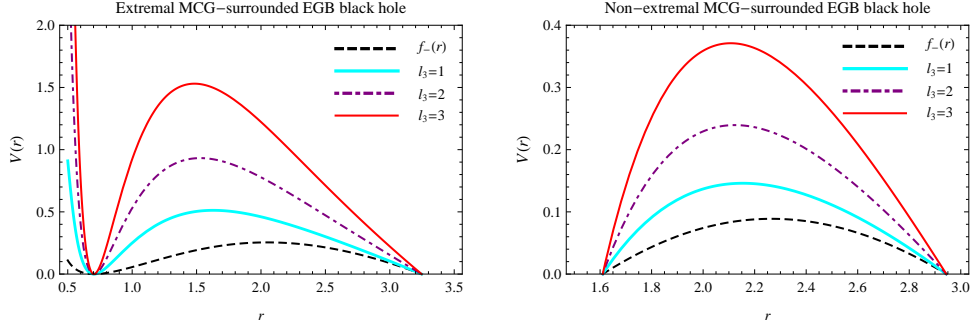 Extremal MCG−surrounded EGB black hole
2.0
1.5
1.0
0.5
0.0
V(r)
f₋(r)
l₃=1
l₃=2
l₃=3
0.5 1.0 1.5 2.0 2.5 3.0 3.5
r
Non−extremal MCG−surrounded EGB black hole
0.4
0.3
0.2
0.1
0.0
V(r)
f₋(r)
l₃=1
l₃=2
l₃=3
1.6 1.8 2.0 2.2 2.4 2.6 2.8 3.0
r